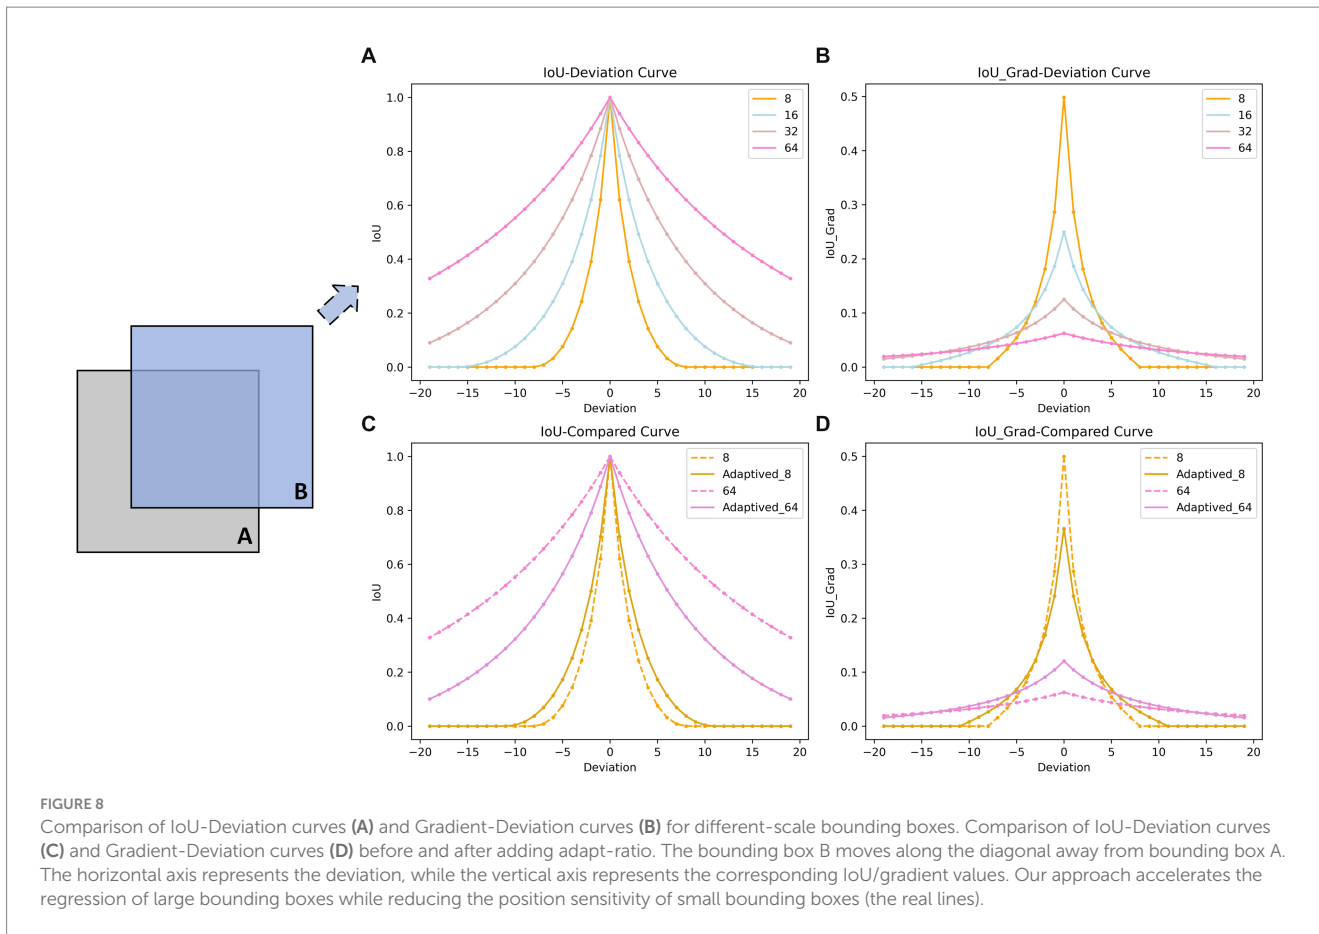 A
IoU-Deviation Curve
1.0
0.8
0.6
0.4
0.2
0.0
IoU
8
16
32
64
−20 −15 −10 −5 0 5 10 15 20
Deviation
B
IoU_Grad-Deviation Curve
0.5
0.4
0.3
0.2
0.1
0.0
IoU_Grad
8
16
32
64
−20 −15 −10 −5 0 5 10 15 20
Deviation
B
A
C
IoU-Compared Curve
1.0
0.8
0.6
0.4
0.2
0.0
IoU
8
Adaptived_8
64
Adaptived_64
−20 −15 −10 −5 0 5 10 15 20
Deviation
D
IoU_Grad-Compared Curve
0.5
0.4
0.3
0.2
0.1
0.0
IoU_Grad
8
Adaptived_8
64
Adaptived_64
−20 −15 −10 −5 0 5 10 15 20
Deviation
FIGURE 8
Comparison of IoU-Deviation curves (A) and Gradient-Deviation curves (B) for different-scale bounding boxes. Comparison of IoU-Deviation curves
(C) and Gradient-Deviation curves (D) before and after adding adapt-ratio. The bounding box B moves along the diagonal away from bounding box A.
The horizontal axis represents the deviation, while the vertical axis represents the corresponding IoU/gradient values. Our approach accelerates the
regression of large bounding boxes while reducing the position sensitivity of small bounding boxes (the real lines).